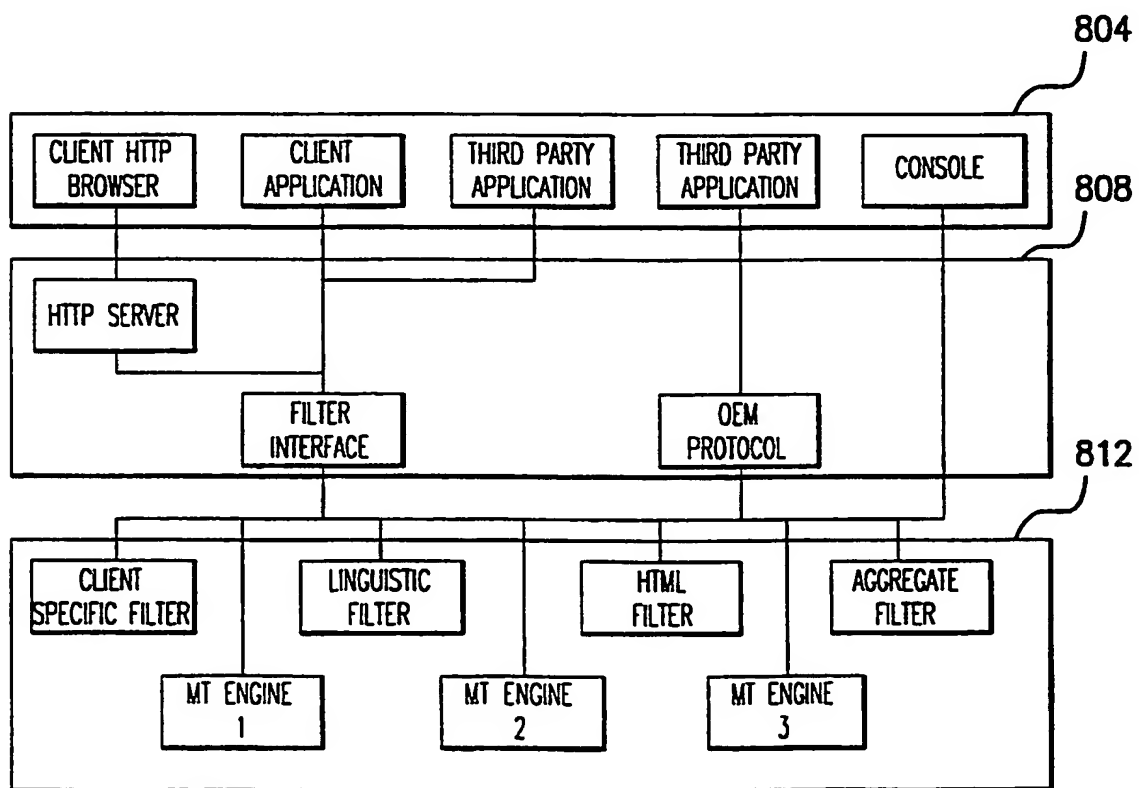 804
CLIENT HTTP
BROWSER
CLIENT
APPLICATION
THIRD PARTY
APPLICATION
THIRD PARTY
APPLICATION
CONSOLE
808
HTTP SERVER
FILTER
INTERFACE
OEM
PROTOCOL
812
CLIENT
SPECIFIC FILTER
LINGUISTIC
FILTER
HTML
FILTER
AGGREGATE
FILTER
MT ENGINE
1
MT ENGINE
2
MT ENGINE
3